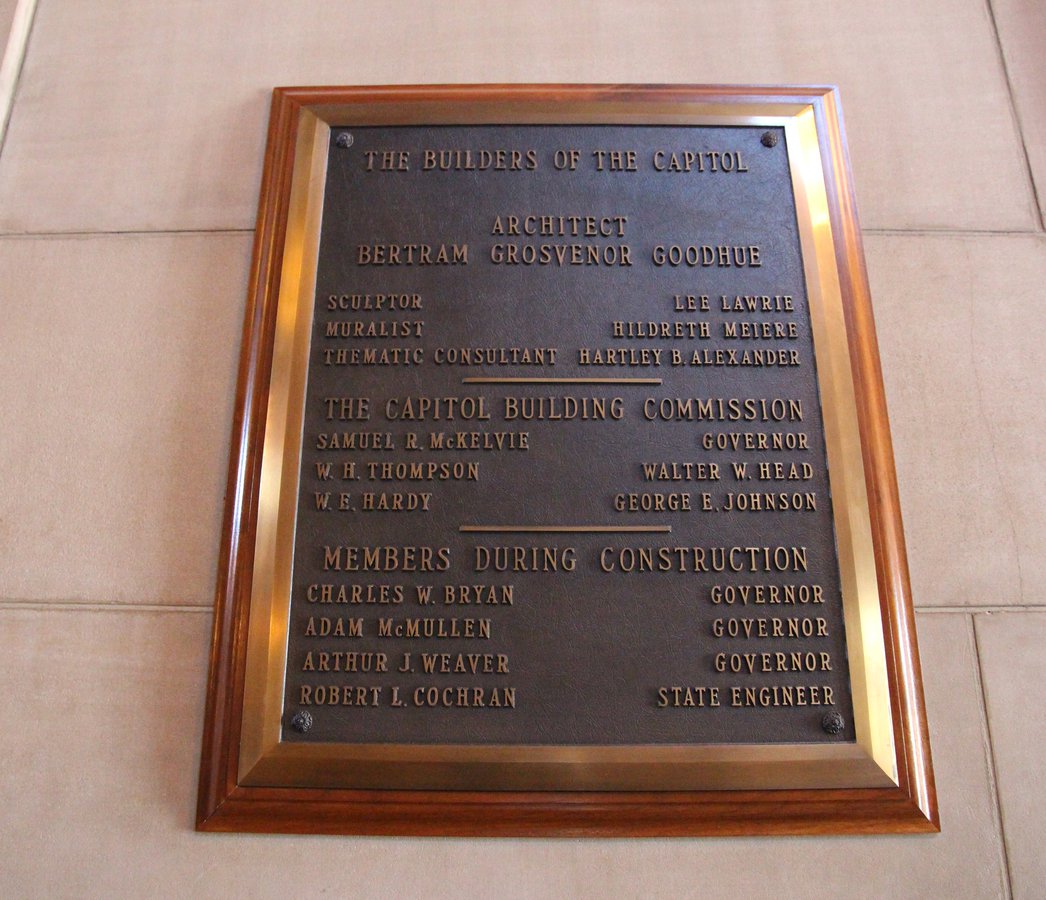 THE BUILDERS OF THE CAPITOL
ARCHITECT
BERTRAM GROSVENOR GOODHUE
SCULPTOR LEE LAWRIE
MURALIST HILDRETH MEIERE
THEMATIC CONSULTANT HARTLEY B. ALEXANDER
THE CAPITOL BUILDING COMMISSION
SAMUEL R. McKELVIE GOVERNOR
W. H. THOMPSON WALTER W. HEAD
W. E. HARDY GEORGE E. JOHNSON
MEMBERS DURING CONSTRUCTION
CHARLES W. BRYAN GOVERNOR
ADAM McMULLEN GOVERNOR
ARTHUR J. WEAVER GOVERNOR
ROBERT L. COCHRAN STATE ENGINEER